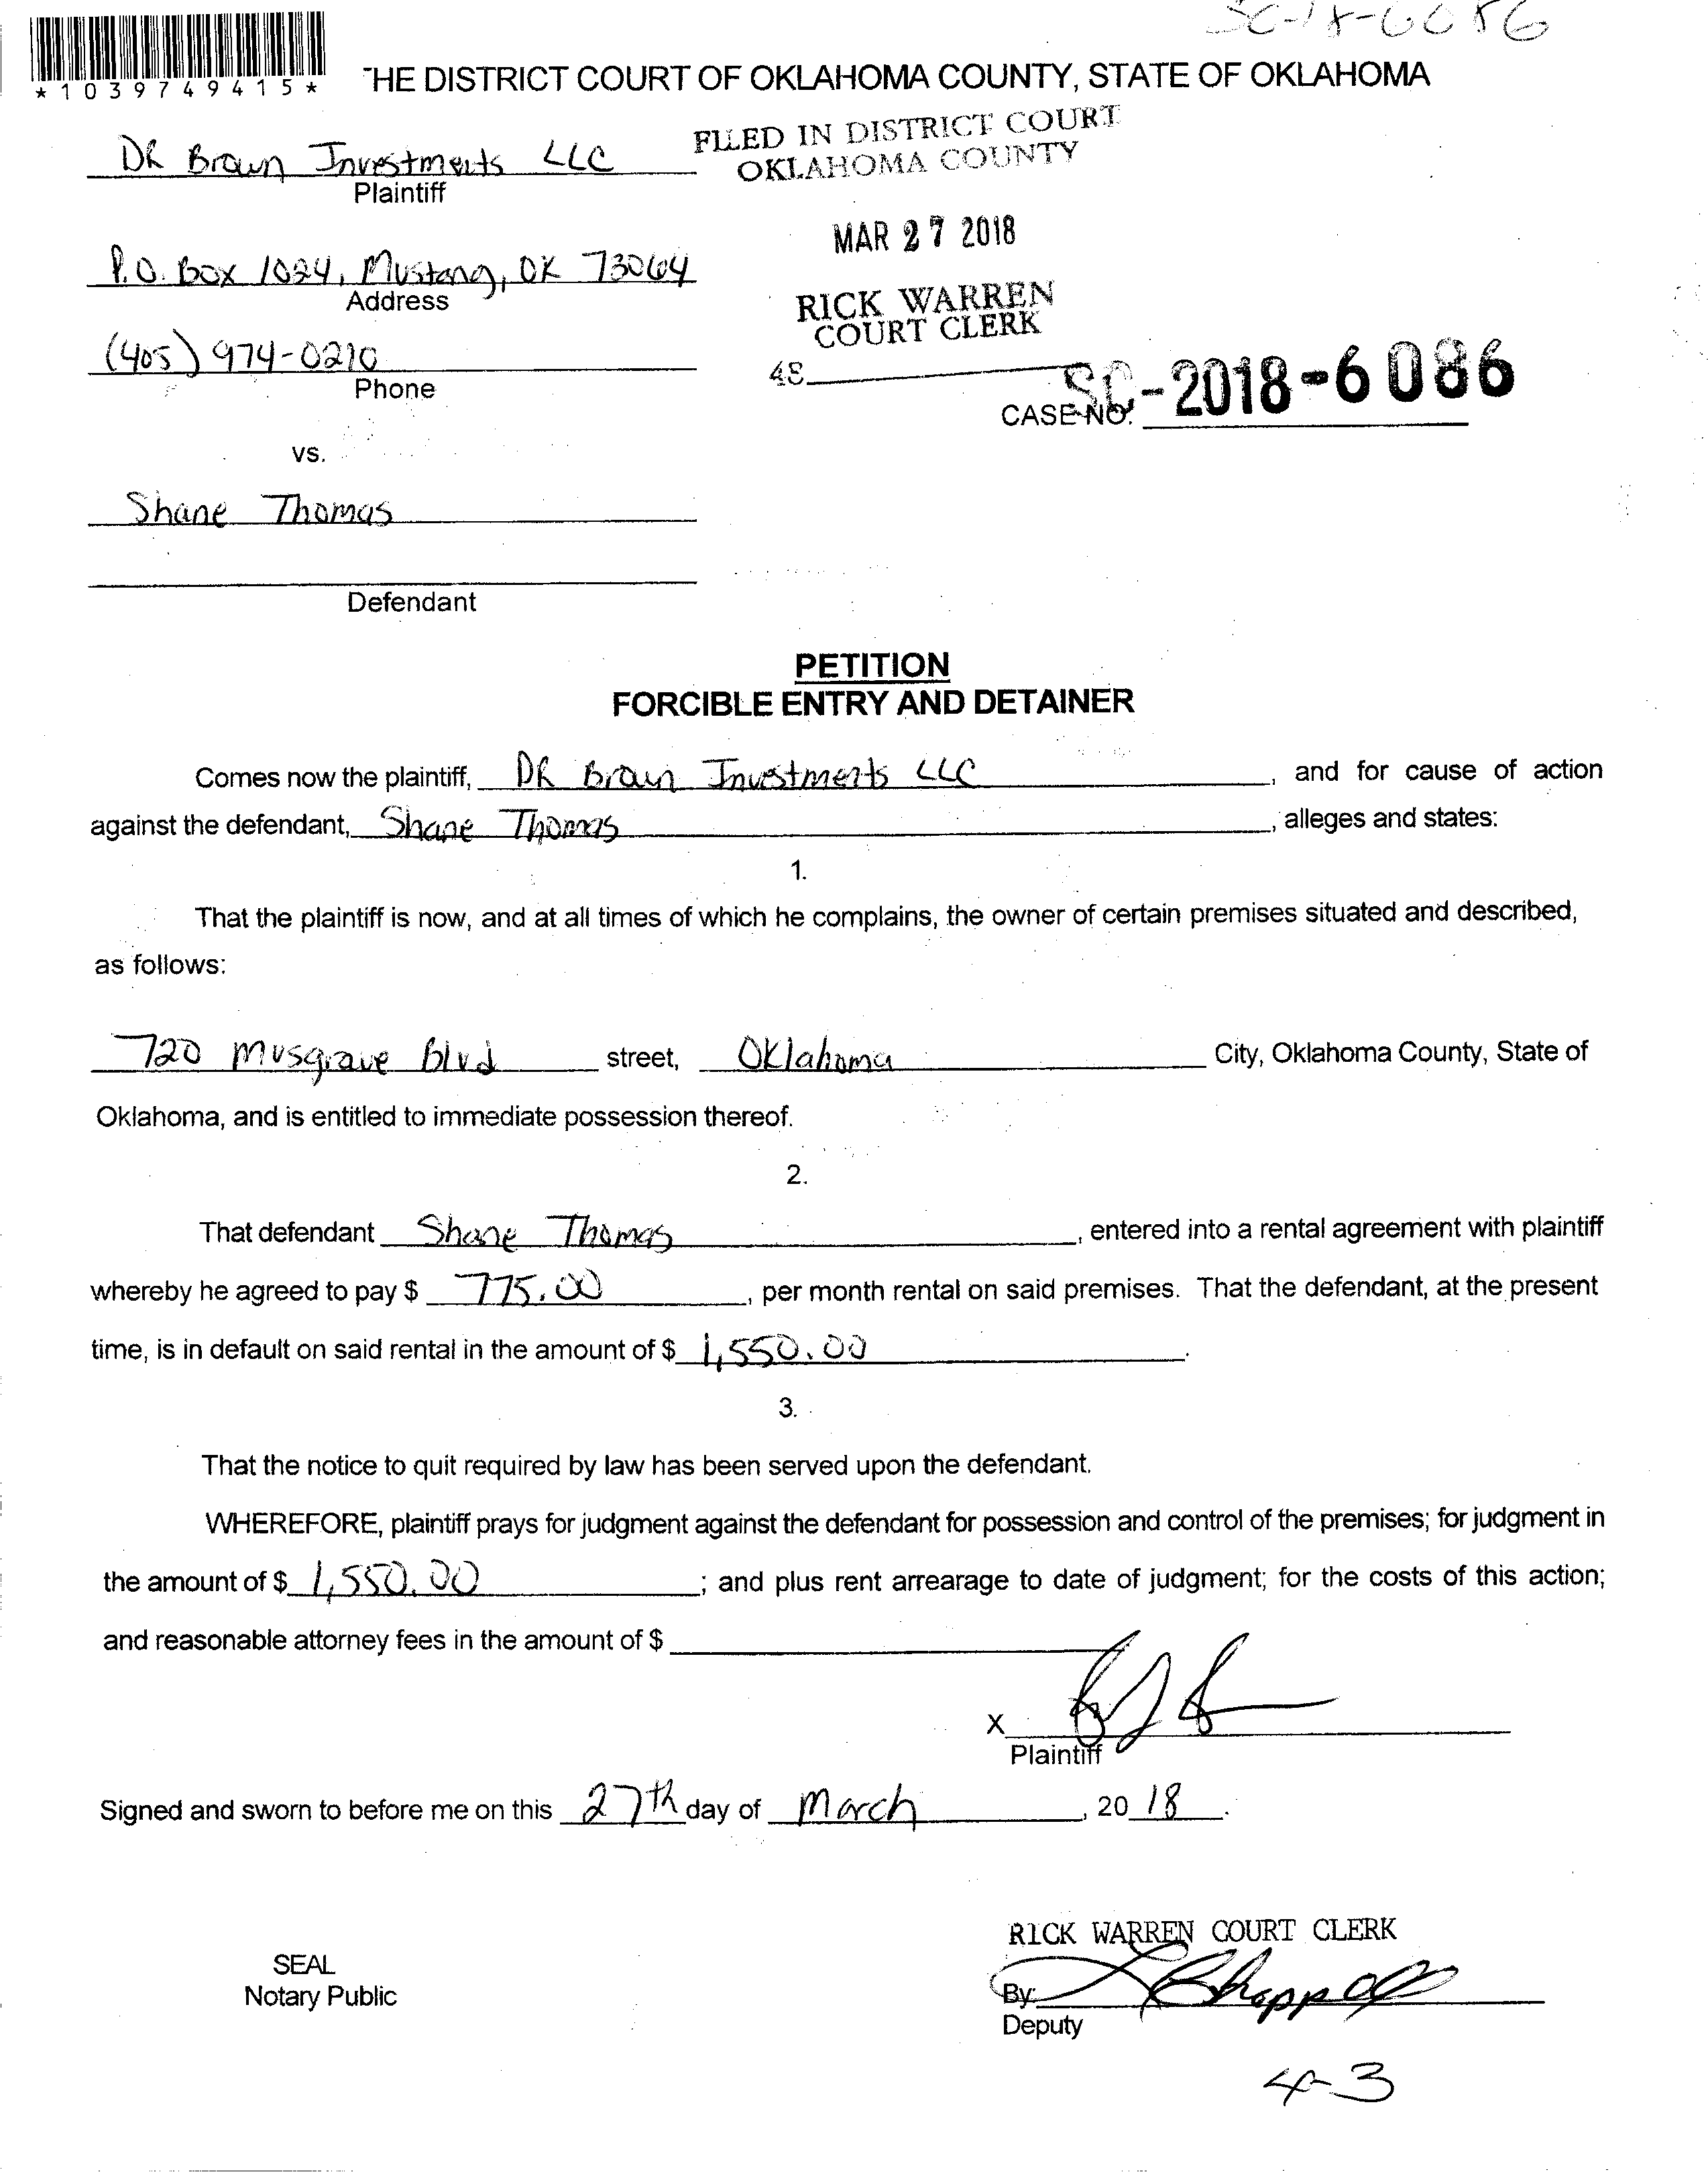 SC-18-6086
*1039749415*
THE DISTRICT COURT OF OKLAHOMA COUNTY, STATE OF OKLAHOMA
FILED IN DISTRICT COURT
OKLAHOMA COUNTY
DR Braun Investments LLC
Plaintiff
MAR 27 2018
P.O. Box 1024, Mustang, OK 73064
Address
RICK WARREN
COURT CLERK
(405) 974-0210
Phone
48
CASE NO. SC-2018-6086
vs.
Shane Thomas
Defendant
PETITION
FORCIBLE ENTRY AND DETAINER
Comes now the plaintiff, DR Braun Investments LLC, and for cause of action
against the defendant, Shane Thomas, alleges and states:
1.
That the plaintiff is now, and at all times of which he complains, the owner of certain premises situated and described,
as follows:
720 Musgrave Blvd street, Oklahoma City, Oklahoma County, State of
Oklahoma, and is entitled to immediate possession thereof.
2.
That defendant Shane Thomas, entered into a rental agreement with plaintiff
whereby he agreed to pay $ 775.00, per month rental on said premises. That the defendant, at the present
time, is in default on said rental in the amount of $ 1,550.00.
3.
That the notice to quit required by law has been served upon the defendant.
WHEREFORE, plaintiff prays for judgment against the defendant for possession and control of the premises; for judgment in
the amount of $ 1,550.00; and plus rent arrearage to date of judgment; for the costs of this action;
and reasonable attorney fees in the amount of $
X
Plaintiff
Signed and sworn to before me on this 27th day of March, 20 18.
RICK WARREN COURT CLERK
SEAL
Notary Public
By:
Deputy
4-3